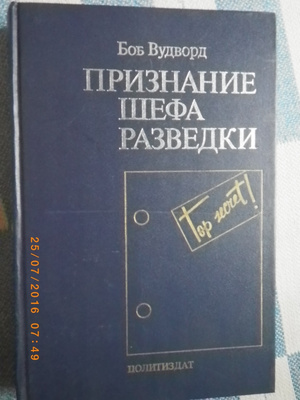 Боб Вудворд
ПРИЗНАНИЕ
ШЕФА
РАЗВЕДКИ
Top secret!
ПОЛИТИЗДАТ
25/07/2016 07:49